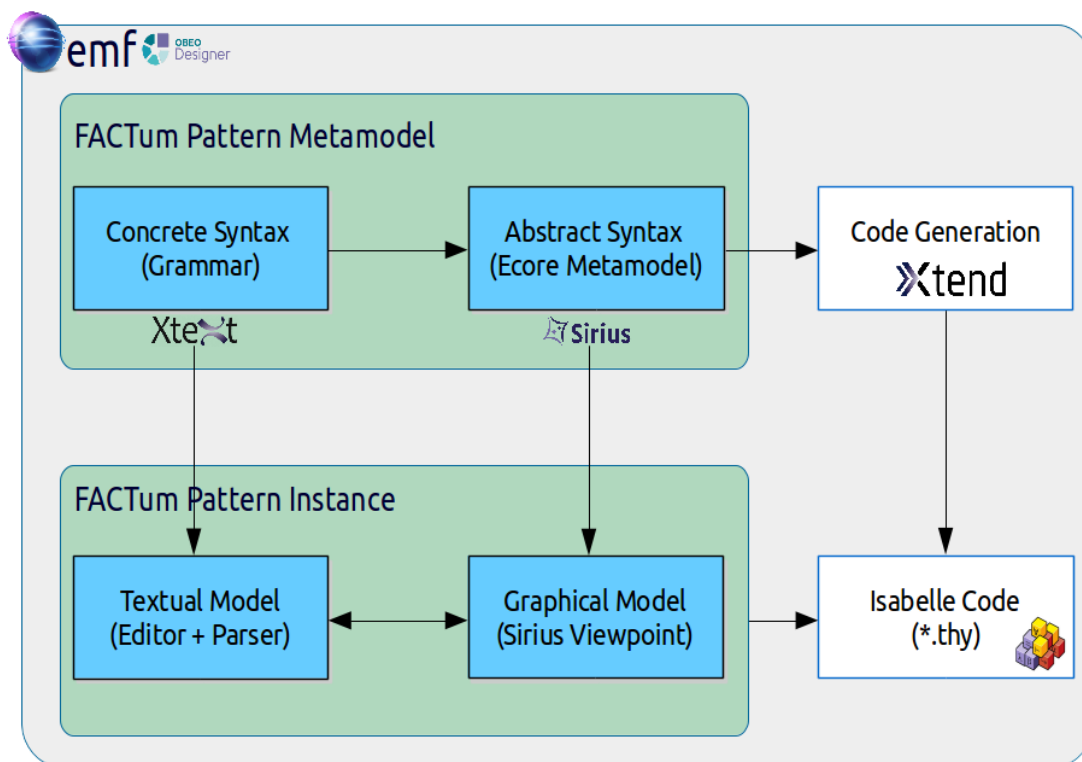 emf
OBEO
Designer
FACTum Pattern Metamodel
Concrete Syntax
(Grammar)
Abstract Syntax
(Ecore Metamodel)
Code Generation
Xtend
Xtext
Sirius
FACTum Pattern Instance
Textual Model
(Editor + Parser)
Graphical Model
(Sirius Viewpoint)
Isabelle Code
(*.thy)